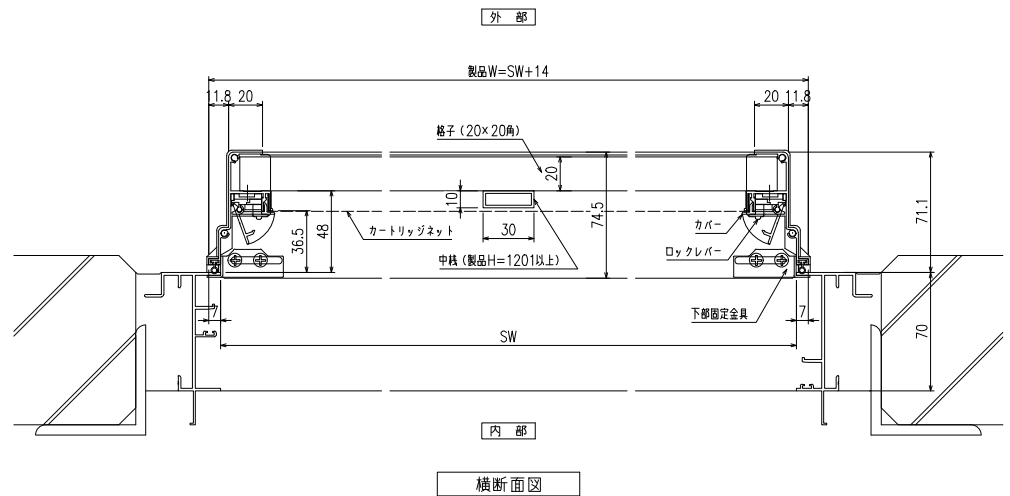 外 部
製品W=SW+14
11.8
20
20
11.8
格子（20×20角）
20
10
カートリッジネット
30
36.5
48
74.5
カバー
ロックレバー
71.1
中桟（製品H=1201以上）
下部固定金具
7
7
SW
70
内 部
横断面図